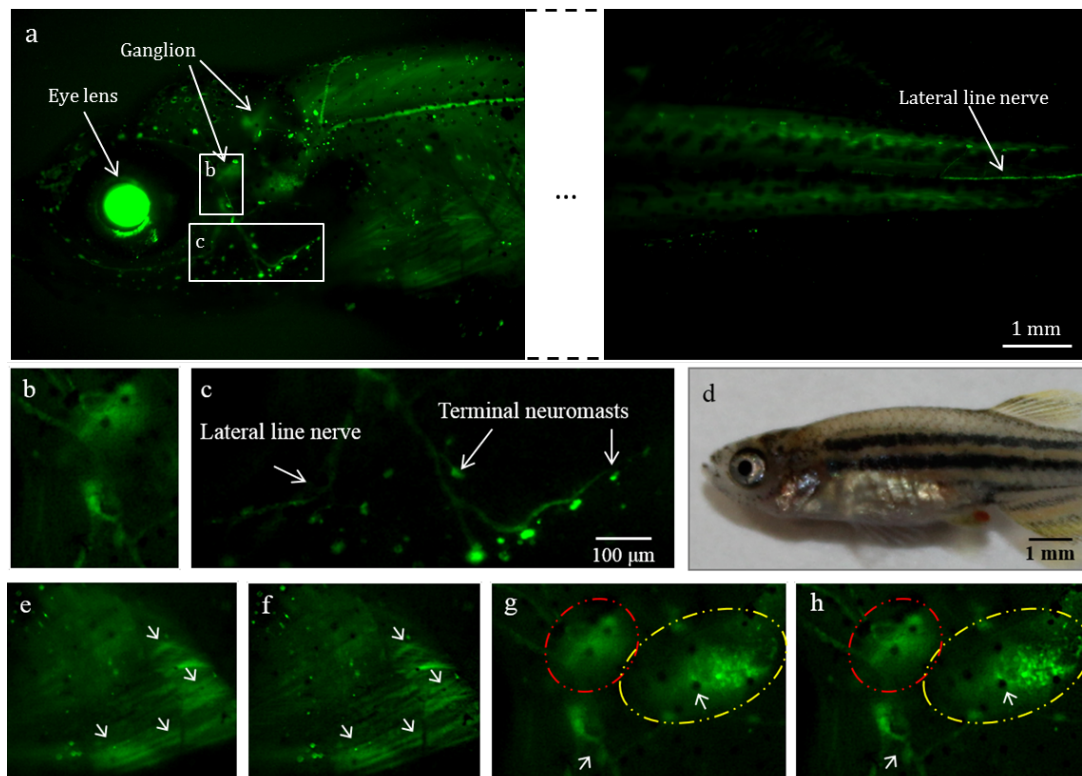 a
Ganglion
Eye lens
b
c
...
Lateral line nerve
1 mm
b
c
Lateral line nerve
Terminal neuromasts
100 μm
d
1 mm
e
f
g
h